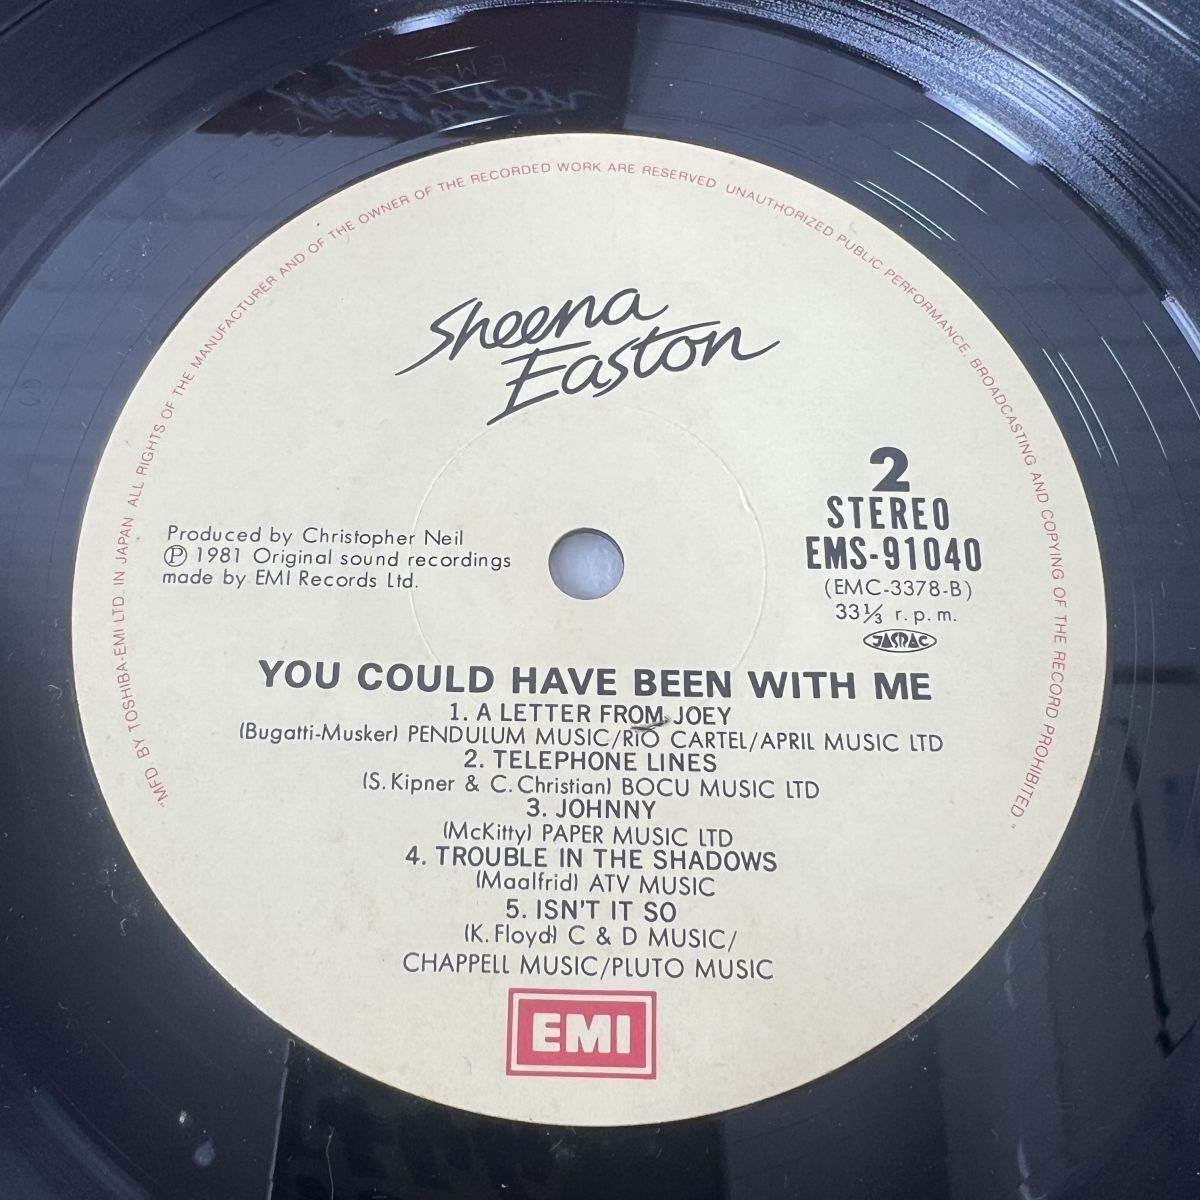 "MFD. BY TOSHIBA-EMI LTD. IN JAPAN ALL RIGHTS OF THE MANUFACTURER AND OF THE OWNER OF THE RECORDED WORK ARE RESERVED UNAUTHORIZED PUBLIC PERFORMANCE. BROADCASTING AND COPYING OF THE RECORD PROHIBITED"
Sheena
Easton
2
STEREO
EMS-91040
(EMC-3378-B)
33⅓ r.p.m.
JASRAC
Produced by Christopher Neil
℗ 1981 Original sound recordings
made by EMI Records Ltd.
YOU COULD HAVE BEEN WITH ME
1. A LETTER FROM JOEY
(Bugatti-Musker) PENDULUM MUSIC/RIO CARTEL/APRIL MUSIC LTD
2. TELEPHONE LINES
(S. Kipner & C. Christian) BOCU MUSIC LTD
3. JOHNNY
(McKitty) PAPER MUSIC LTD
4. TROUBLE IN THE SHADOWS
(Maalfrid) ATV MUSIC
5. ISN'T IT SO
(K. Floyd) C & D MUSIC/
CHAPPELL MUSIC/PLUTO MUSIC
EMI